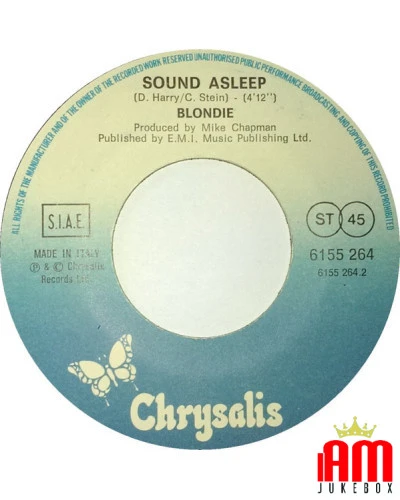 ALL RIGHTS OF THE MANUFACTURER AND OF THE OWNER OF THE RECORDED WORK RESERVED UNAUTHORISED PUBLIC PERFORMANCE BROADCASTING AND COPYING OF THIS RECORD PROHIBITED
SOUND ASLEEP
(D. Harry/C. Stein) - (4'12'')
BLONDIE
Produced by Mike Chapman
Published by E.M.I. Music Publishing Ltd.
S.I.A.E.
ST 45
MADE IN ITALY
℗ & © Chrysalis
Records
6155 264
6155 264.2
Chrysalis
I AM
JUKEBOX